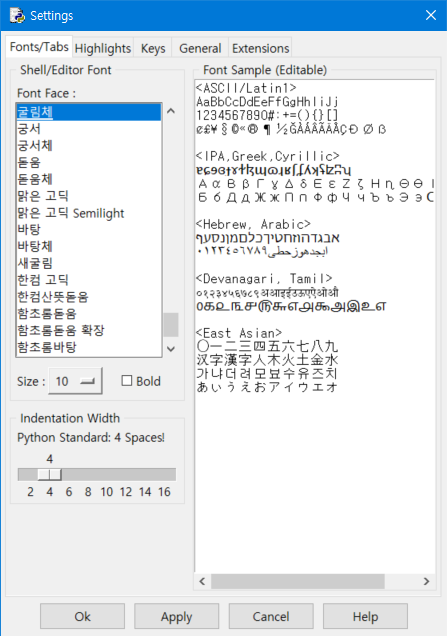 Settings
Fonts/Tabs Highlights Keys General Extensions
Shell/Editor Font
Font Face :
굴림체
궁서
궁서체
돋움
돋움체
맑은 고딕
맑은 고딕 Semilight
바탕
바탕체
새굴림
한컴 고딕
한컴산뜻돋움
함초롬돋움
함초롬돋움 확장
함초롬바탕
Size : 10 Bold
Indentation Width
Python Standard: 4 Spaces!
4
2 4 6 8 10 12 14 16
Font Sample (Editable)
<ASCII/Latin1>
AaBbCcDdEeFfGgHhIiJj
1234567890#:+=(){}[]
¢£¥§©«®¶½ĞÀÁÂÃÄÅÇÐØß
<IPA,Greek,Cyrillic>
ΑαΒβΓγΔδΕεΖζΗηΘθΙ
БбДдЖжПпФфЧчЪъЭэ
<Hebrew, Arabic>
אבגדהוזחטיךכלםמןנסעף
٠١٢٣٤٥٦٧٨٩ابجدهوزحطي
<Devanagari, Tamil>
०१२३४५६७८९अआइईउऊएऐओऔ
௦௧௨௩௪௫௬௭௮௯அஇஉஎ
<East Asian>
〇一二三四五六七八九
汉字漢字人木火土金水
가냐더려모뵤수유즈치
あいうえおアイウエオ
Ok Apply Cancel Help